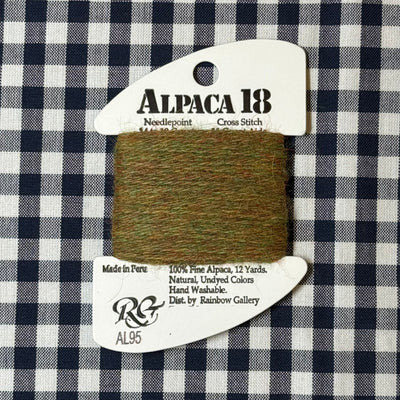 ALPACA 18
Needlepoint Cross Stitch
Made in Peru
100% Fine Alpaca, 12 Yards.
Natural, Undyed Colors
Hand Washable.
Dist. by Rainbow Gallery
RG
AL95